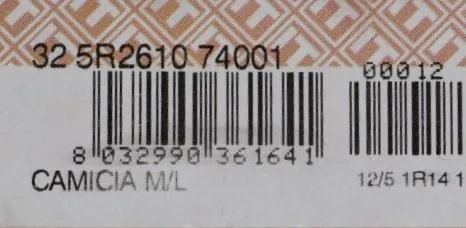 32 5R2610 74001
00012
8 032990 361641
CAMICIA M/L
12/5 1R14 1